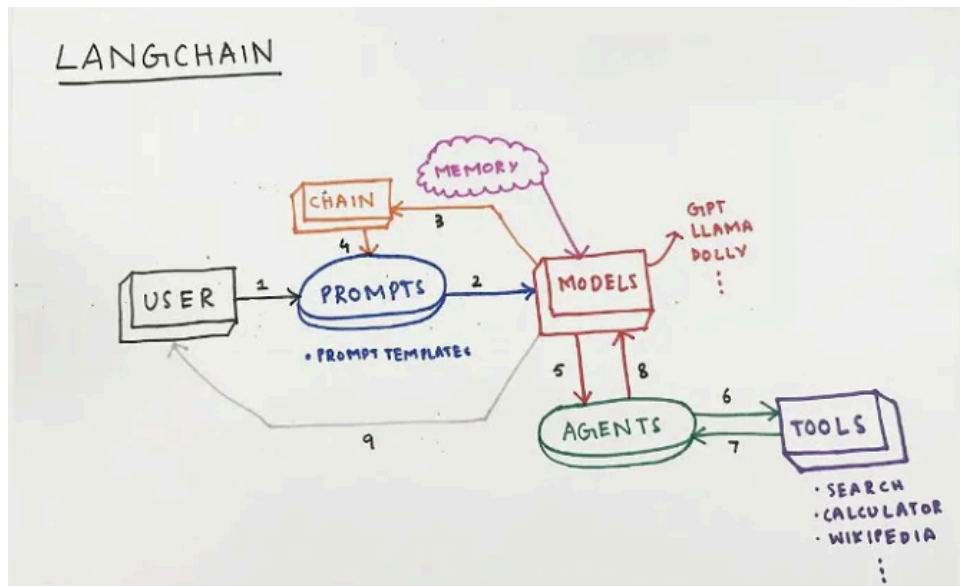 LANGCHAIN
MEMORY
CHAIN
3
4
GPT
LLAMA
DOLLY
⋮
MODELS
USER
1
PROMPTS
2
• PROMPT TEMPLATES
5
8
6
AGENTS
7
TOOLS
9
• SEARCH
• CALCULATOR
• WIKIPEDIA
⋮